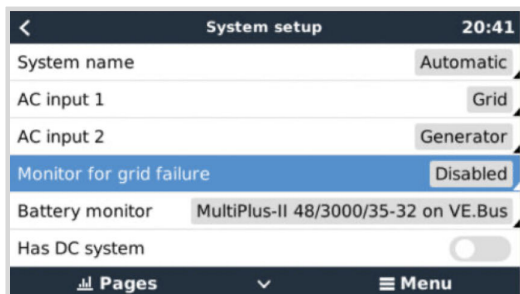 System setup 20:41
System name Automatic
AC input 1 Grid
AC input 2 Generator
Monitor for grid failure Disabled
Battery monitor MultiPlus-II 48/3000/35-32 on VE.Bus
Has DC system
Pages Menu